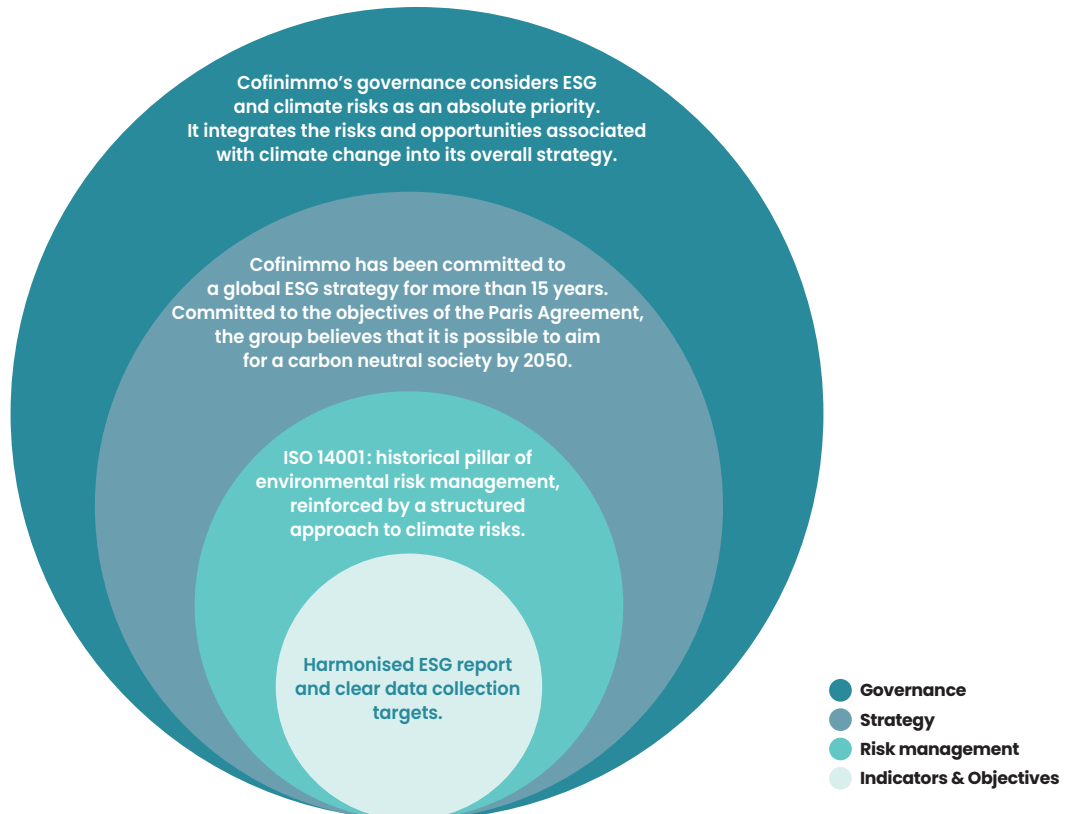 Cofinimmo’s governance considers ESG
and climate risks as an absolute priority.
It integrates the risks and opportunities associated
with climate change into its overall strategy.
Cofinimmo has been committed to
a global ESG strategy for more than 15 years.
Committed to the objectives of the Paris Agreement,
the group believes that it is possible to aim
for a carbon neutral society by 2050.
ISO 14001: historical pillar of
environmental risk management,
reinforced by a structured
approach to climate risks.
Harmonised ESG report
and clear data collection
targets.
Governance
Strategy
Risk management
Indicators & Objectives